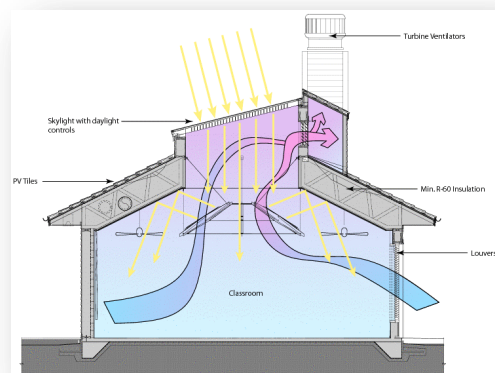 Turbine Ventilators
Skylight with daylight
controls
PV Tiles
Min. R-60 Insulation
Louvers
Classroom